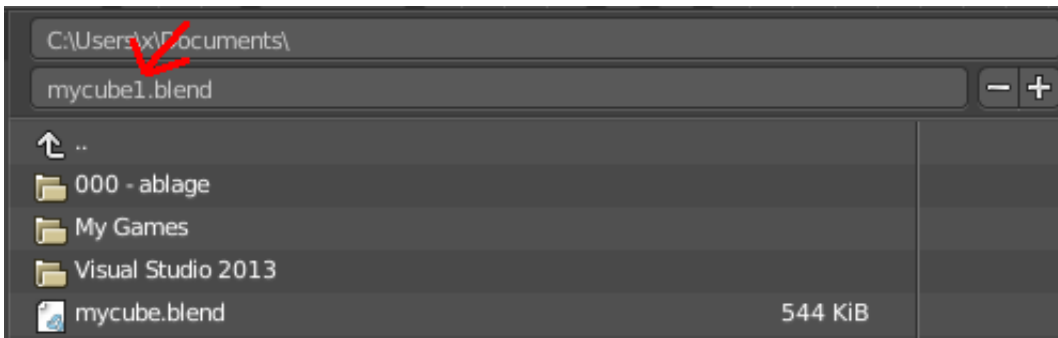 C:\Users\x\Documents\
mycube1.blend
..
000 - ablage
My Games
Visual Studio 2013
mycube.blend 544 KiB